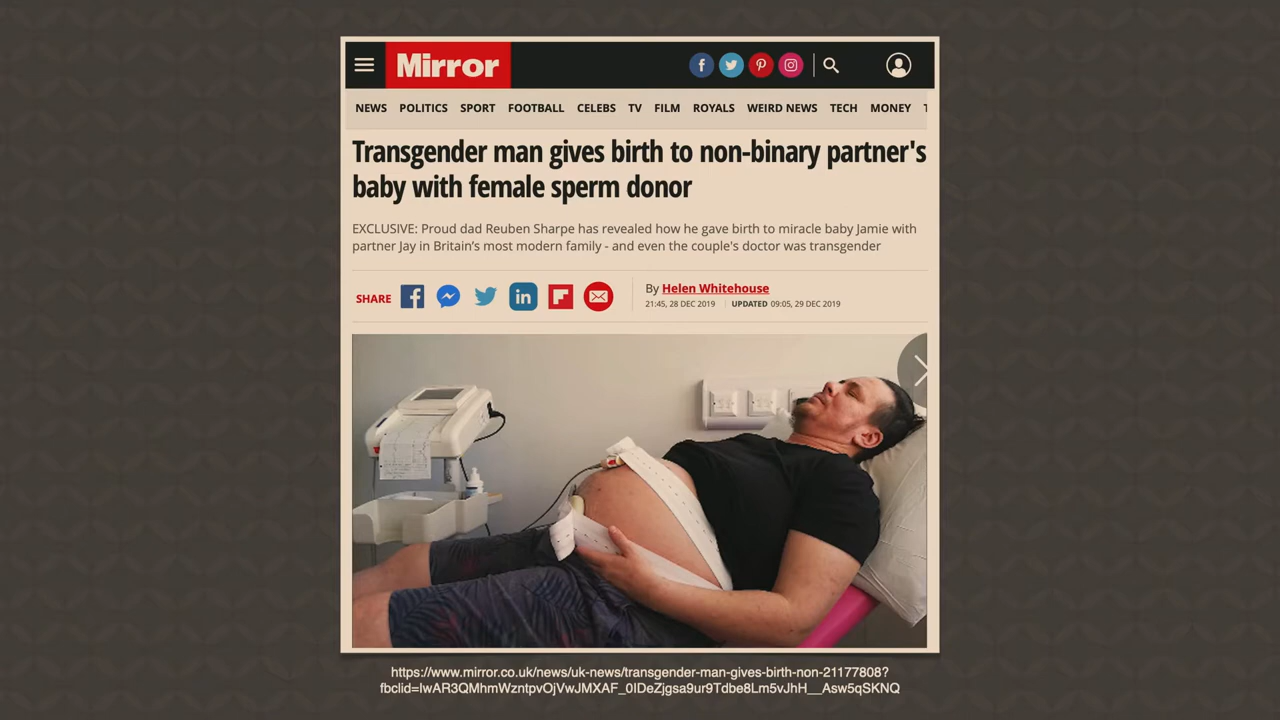 Mirror
NEWS POLITICS SPORT FOOTBALL CELEBS TV FILM ROYALS WEIRD NEWS TECH MONEY
Transgender man gives birth to non-binary partner's
baby with female sperm donor
EXCLUSIVE: Proud dad Reuben Sharpe has revealed how he gave birth to miracle baby Jamie with
partner Jay in Britain's most modern family - and even the couple's doctor was transgender
SHARE
By Helen Whitehouse
21:45, 28 DEC 2019 UPDATED 09:05, 29 DEC 2019
https://www.mirror.co.uk/news/uk-news/transgender-man-gives-birth-non-21177808?
fbclid=IwAR3QMhmWzntpvOjVwJMXAF_0IDeZjgsa9ur9Tdbe8Lm5vJhH__Asw5qSKNQ